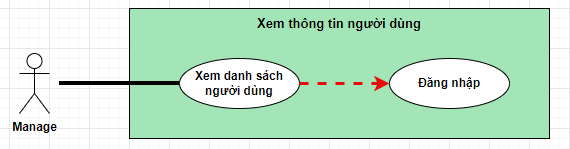 Xem thông tin người dùng
Xem danh sách
người dùng
Đăng nhập
Manage